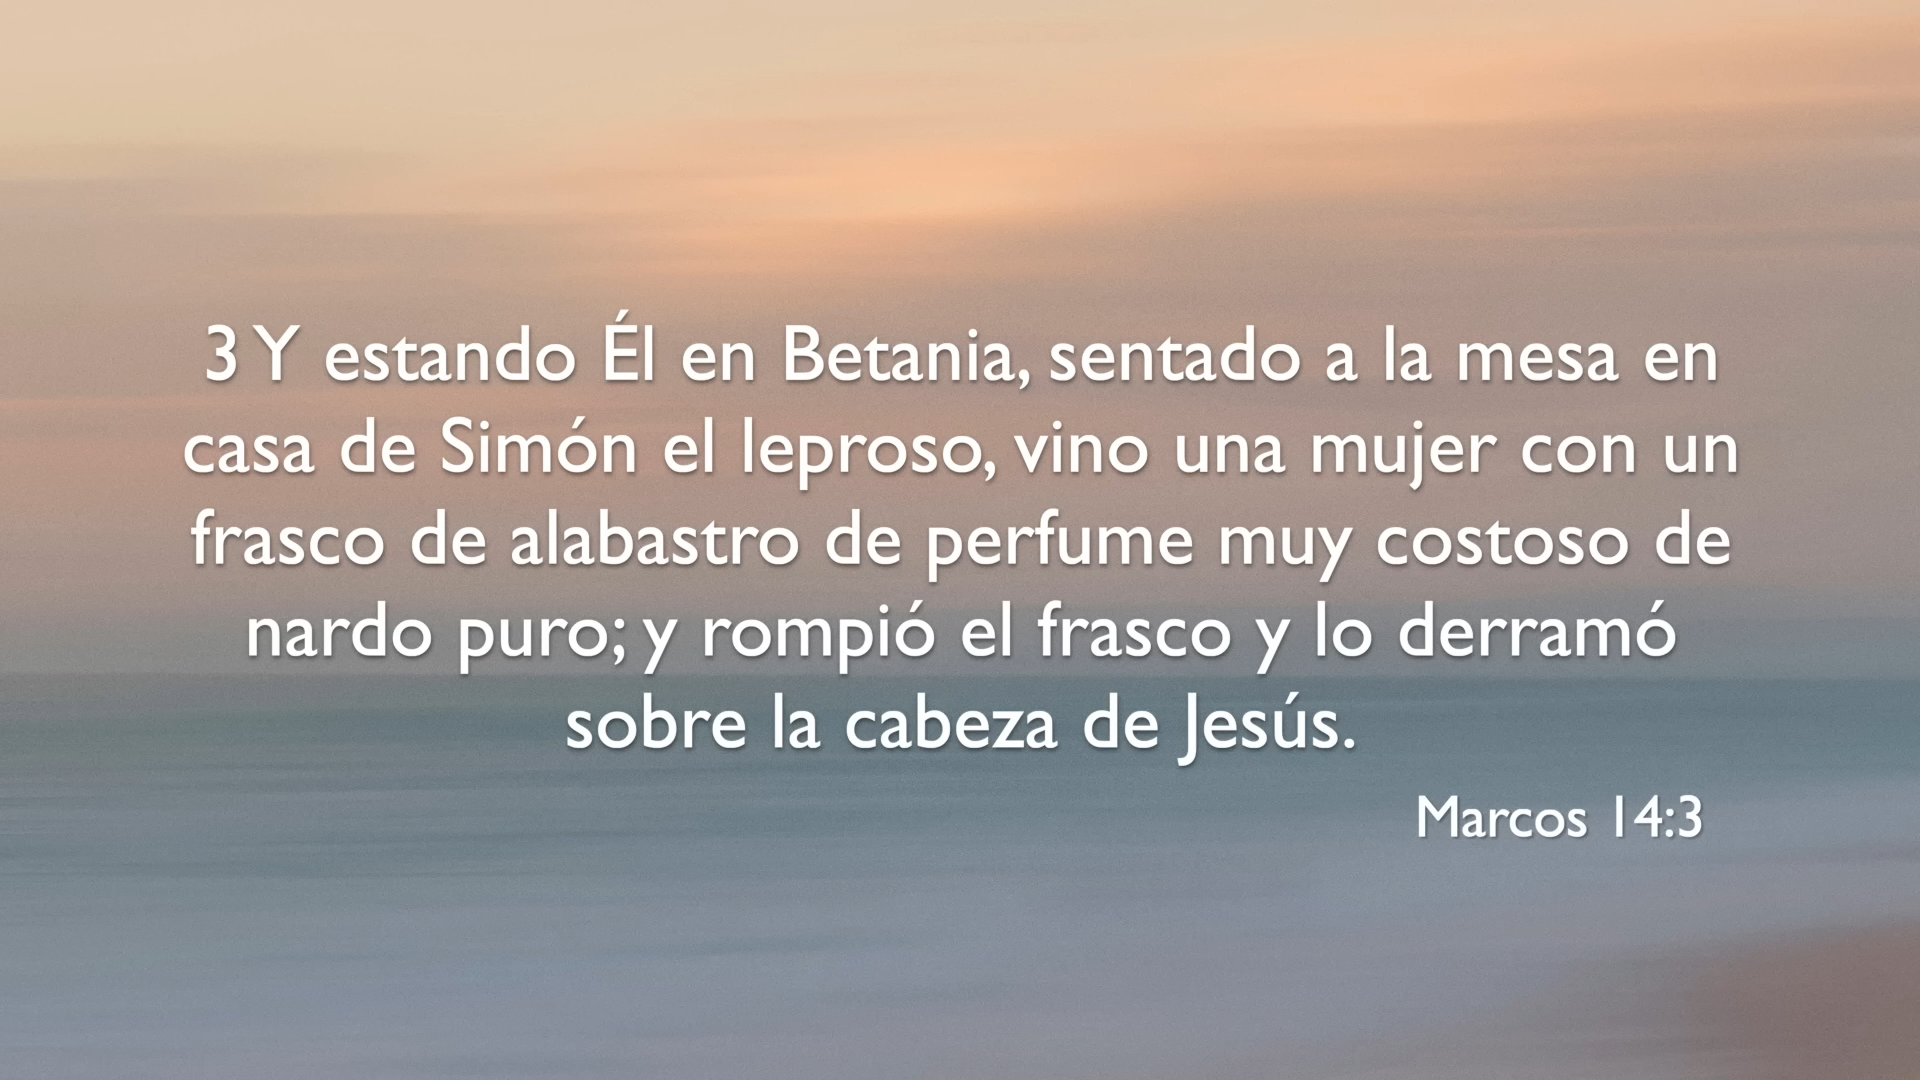 3 Y estando Él en Betania, sentado a la mesa en
casa de Simón el leproso, vino una mujer con un
frasco de alabastro de perfume muy costoso de
nardo puro; y rompió el frasco y lo derramó
sobre la cabeza de Jesús.
Marcos 14:3